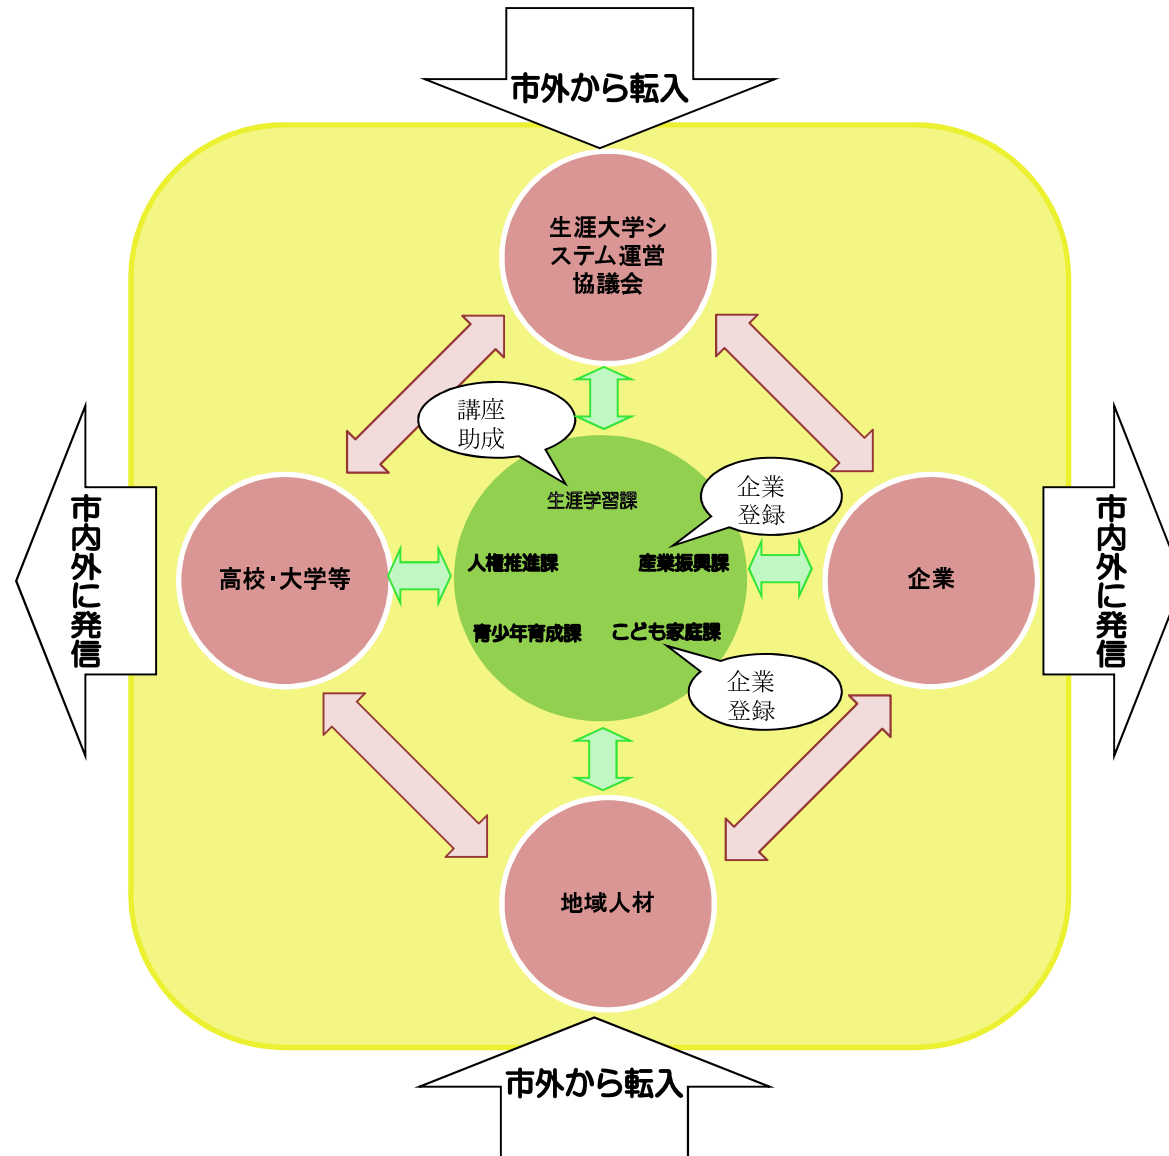 市外から転入
生涯大学シ
ステム運営
協議会
講座
助成
生涯学習課
企業
登録
人権推進課
産業振興課
高校・大学等
企業
市内外に発信
市内外に発信
青少年育成課
こども家庭課
企業
登録
地域人材
市外から転入